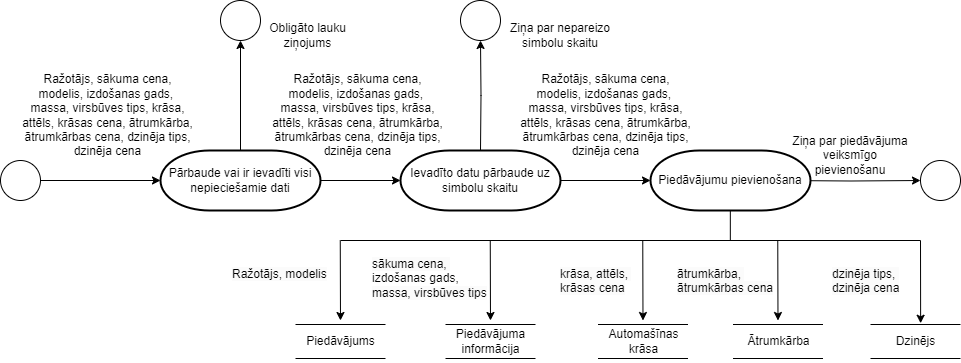 Obligāto lauku
ziņojums
Ziņa par nepareizo
simbolu skaitu
Ražotājs, sākuma cena,
modelis, izdošanas gads,
massa, virsbūves tips, krāsa,
attēls, krāsas cena, ātrumkārba,
ātrumkārbas cena, dzinēja tips,
dzinēja cena
Ražotājs, sākuma cena,
modelis, izdošanas gads,
massa, virsbūves tips, krāsa,
attēls, krāsas cena, ātrumkārba,
ātrumkārbas cena, dzinēja tips,
dzinēja cena
Ražotājs, sākuma cena,
modelis, izdošanas gads,
massa, virsbūves tips, krāsa,
attēls, krāsas cena, ātrumkārba,
ātrumkārbas cena, dzinēja tips,
dzinēja cena
Ziņa par piedāvājuma
veiksmīgo
pievienošanu
Pārbaude vai ir ievadīti visi
nepieciešamie dati
Ievadīto datu pārbaude uz
simbolu skaitu
Piedāvājumu pievienošana
Ražotājs, modelis
sākuma cena,
izdošanas gads,
massa, virsbūves tips
krāsa, attēls,
krāsas cena
ātrumkārba,
ātrumkārbas cena
dzinēja tips,
dzinēja cena
Piedāvājums
Piedāvājuma
informācija
Automašīnas
krāsa
Ātrumkārba
Dzinējs